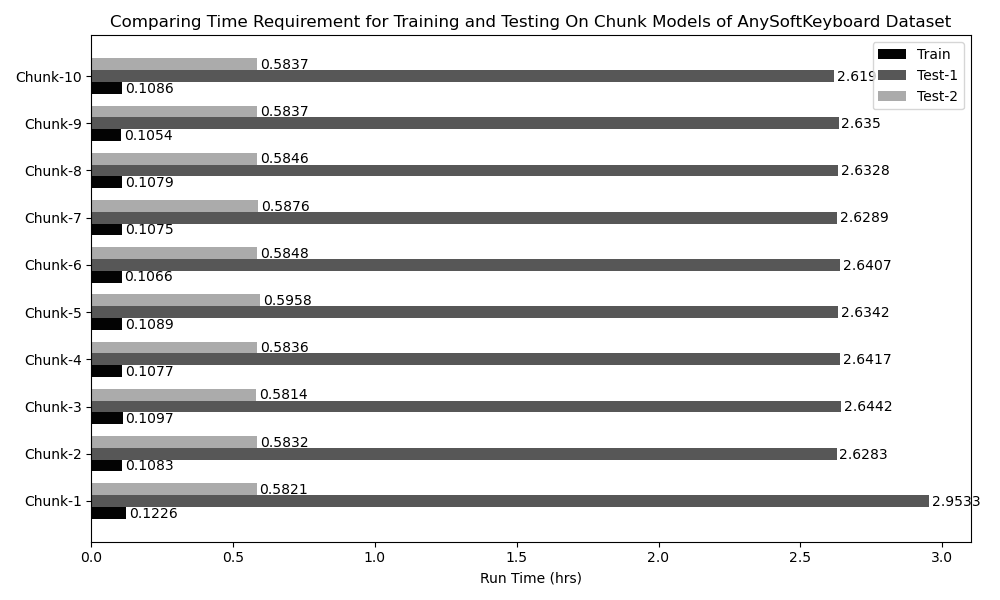 Comparing Time Requirement for Training and Testing On Chunk Models of AnySoftKeyboard Dataset
Train
Test-1
Test-2
Chunk-10
0.5837
2.619
0.1086
Chunk-9
0.5837
2.635
0.1054
Chunk-8
0.5846
2.6328
0.1079
Chunk-7
0.5876
2.6289
0.1075
Chunk-6
0.5848
2.6407
0.1066
Chunk-5
0.5958
2.6342
0.1089
Chunk-4
0.5836
2.6417
0.1077
Chunk-3
0.5814
2.6442
0.1097
Chunk-2
0.5832
2.6283
0.1083
Chunk-1
0.5821
2.9533
0.1226
0.0 0.5 1.0 1.5 2.0 2.5 3.0
Run Time (hrs)